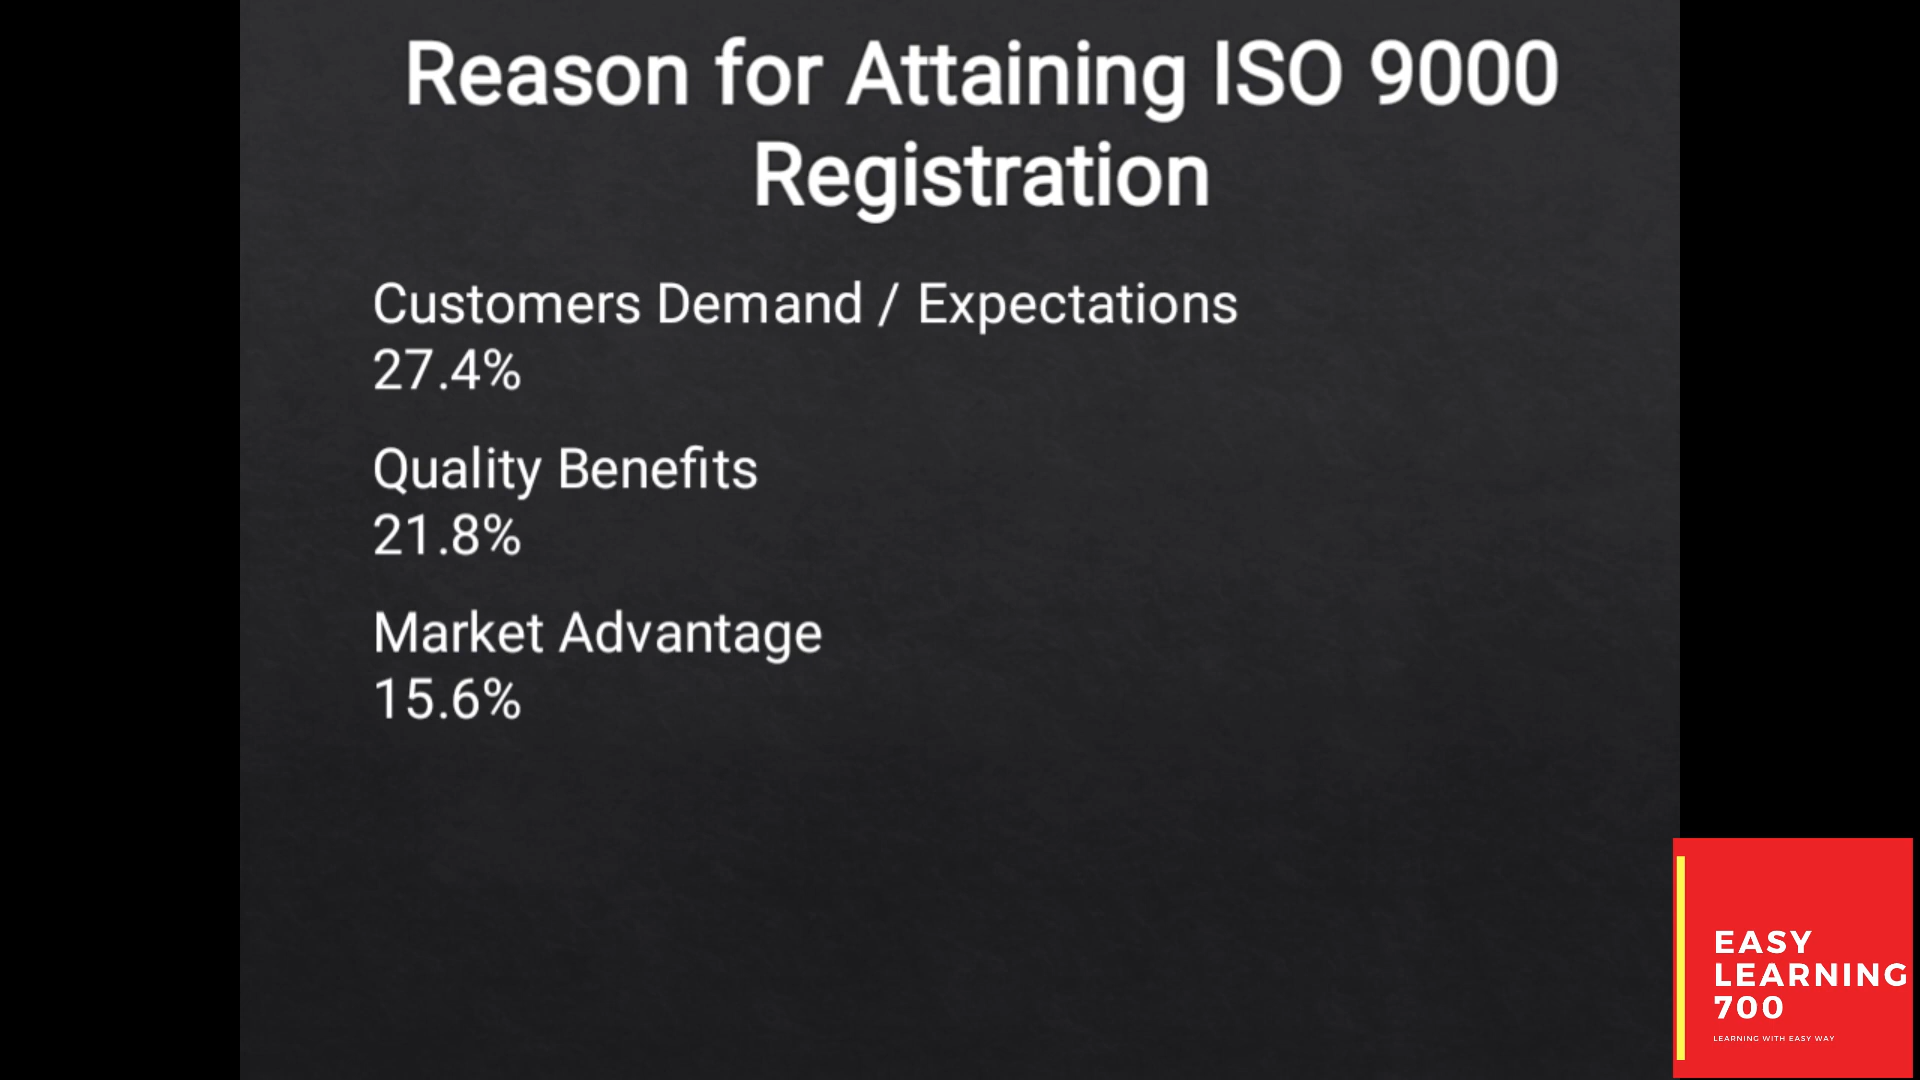 Reason for Attaining ISO 9000
Registration
Customers Demand / Expectations
27.4%
Quality Benefits
21.8%
Market Advantage
15.6%
EASY
LEARNING
700
LEARNING WITH EASY WAY